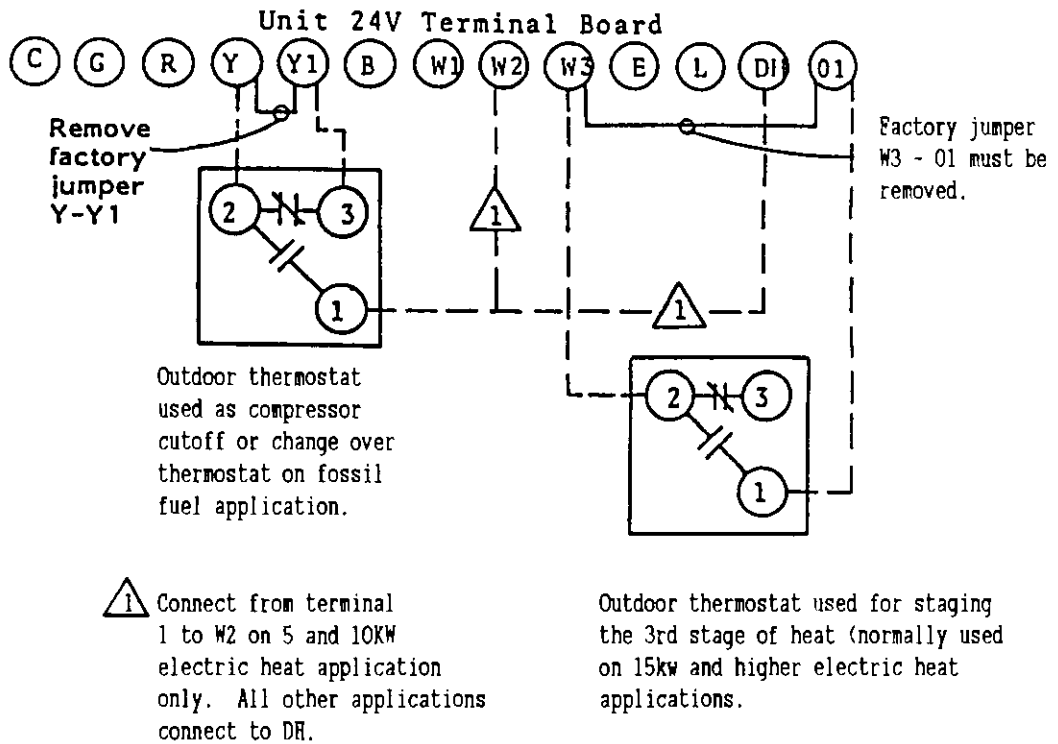 Unit 24V Terminal Board
C G R Y Y1 B W1 W2 W3 E L DH O1
Remove
factory
jumper
Y-Y1
Factory jumper
W3 - O1 must be
removed.
2 3
1
1
1
2 3
1
Outdoor thermostat
used as compressor
cutoff or change over
thermostat on fossil
fuel application.
1 Connect from terminal
1 to W2 on 5 and 10KW
electric heat application
only. All other applications
connect to DH.
Outdoor thermostat used for staging
the 3rd stage of heat (normally used
on 15kw and higher electric heat
applications.